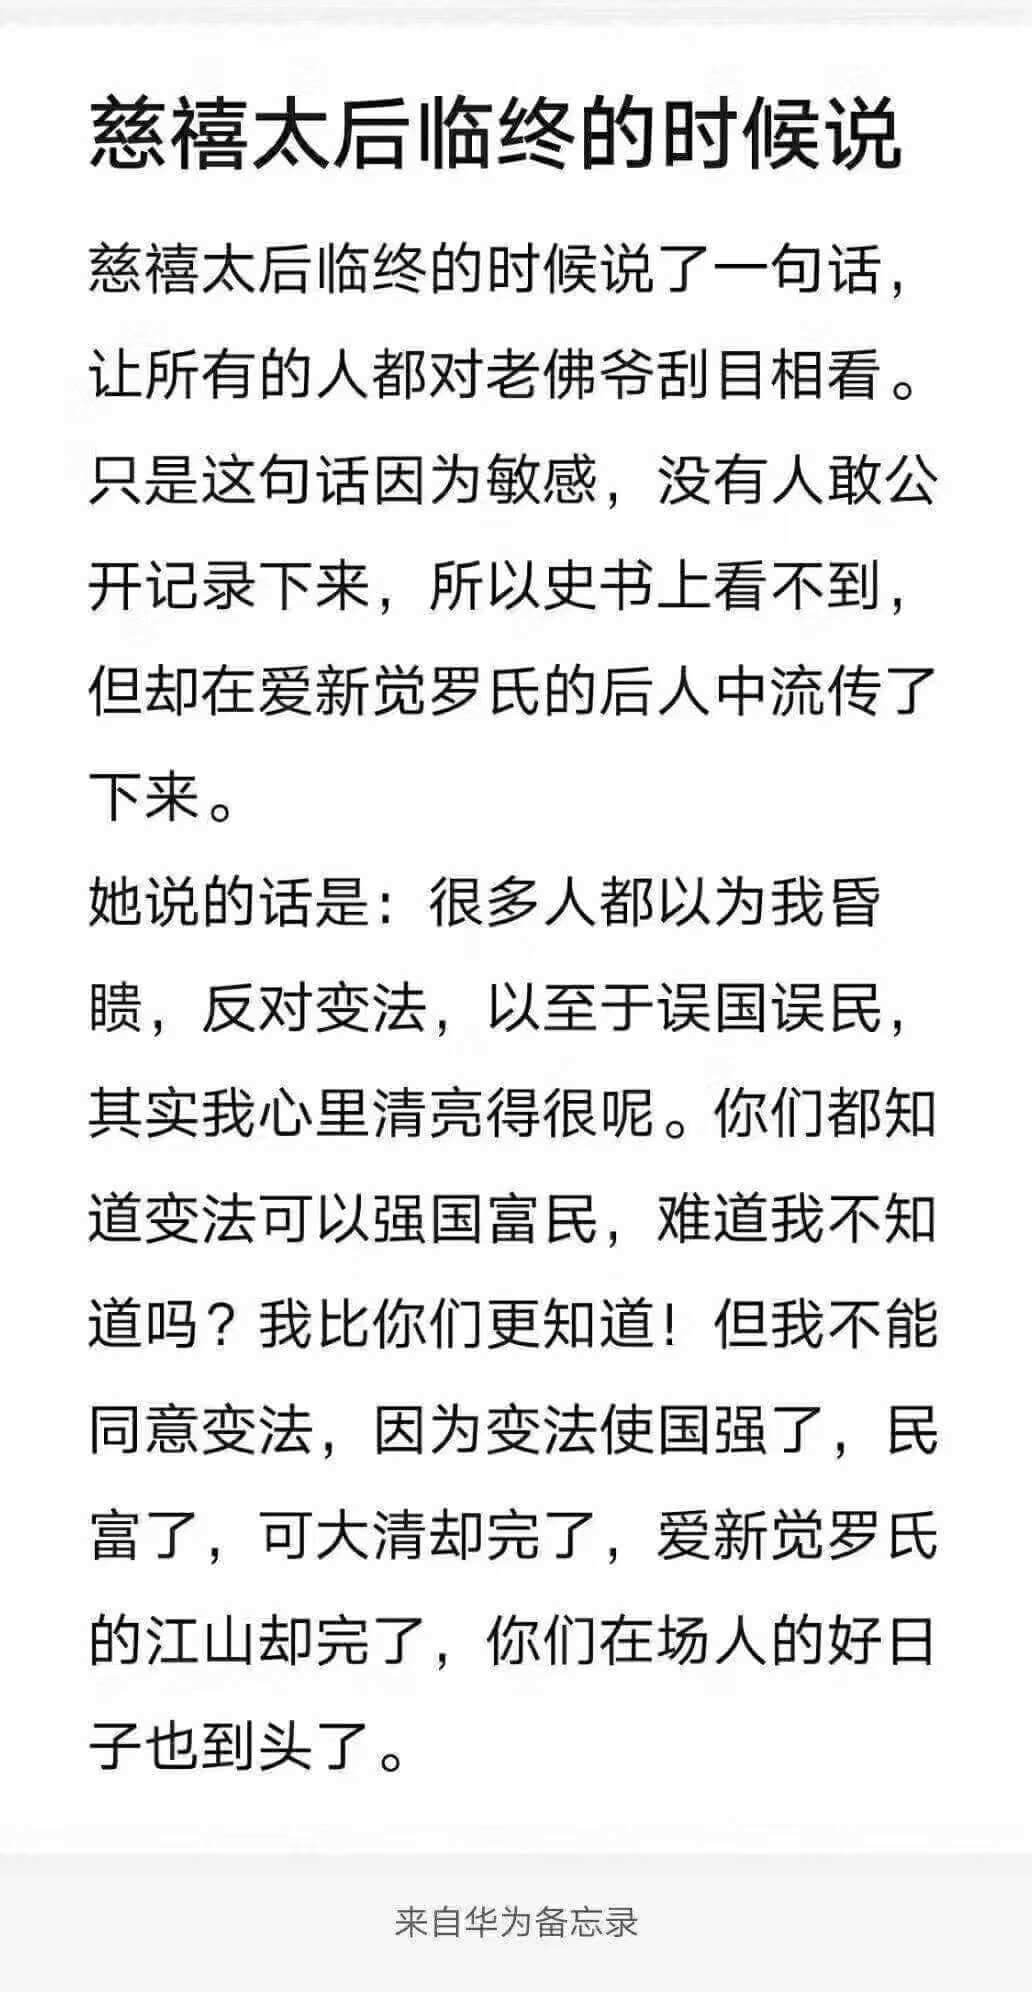 慈禧太后临终的时候说
慈禧太后临终的时候说了一句话，
让所有的人都对老佛爷刮目相看。
只是这句话因为敏感，没有人敢公
开记录下来，所以史书上看不到，
但却在爱新觉罗氏的后人中流传了
下来。
她说的话是：很多人都以为我昏
聩，反对变法，以至于误国误民，
其实我心里清亮得很呢。你们都知
道变法可以强国富民，难道我不知
道吗？我比你们更知道！但我不能
同意变法，因为变法使国强了，民
富了，可大清却完了，爱新觉罗氏
的江山却完了，你们在场人的好日
子也到头了。
来自华为备忘录